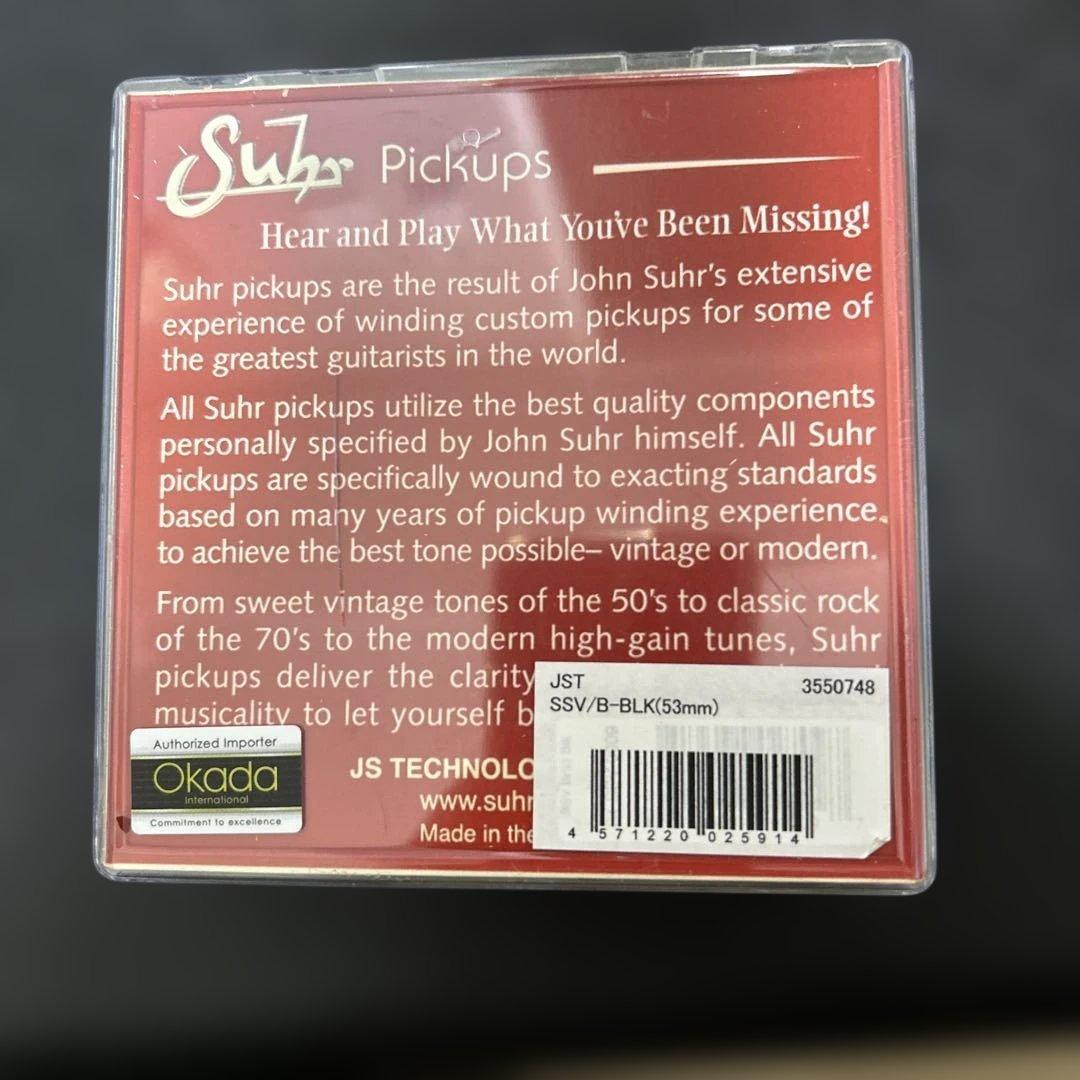 Suhr Pickups
Hear and Play What You've Been Missing!
Suhr pickups are the result of John Suhr's extensive
experience of winding custom pickups for some of
the greatest guitarists in the world.
All Suhr pickups utilize the best quality components
personally specified by John Suhr himself. All Suhr
pickups are specifically wound to exacting standards
based on many years of pickup winding experience.
to achieve the best tone possible– vintage or modern.
From sweet vintage tones of the 50's to classic rock
of the 70's to the modern high-gain tunes, Suhr
pickups deliver the clarity
musicality to let yourself b
JST 3550748
SSV/B-BLK(53mm)
4 571220 025914
Authorized Importer
Okada
International
Commitment to excellence
JS TECHNOLO
www.suhr
Made in the